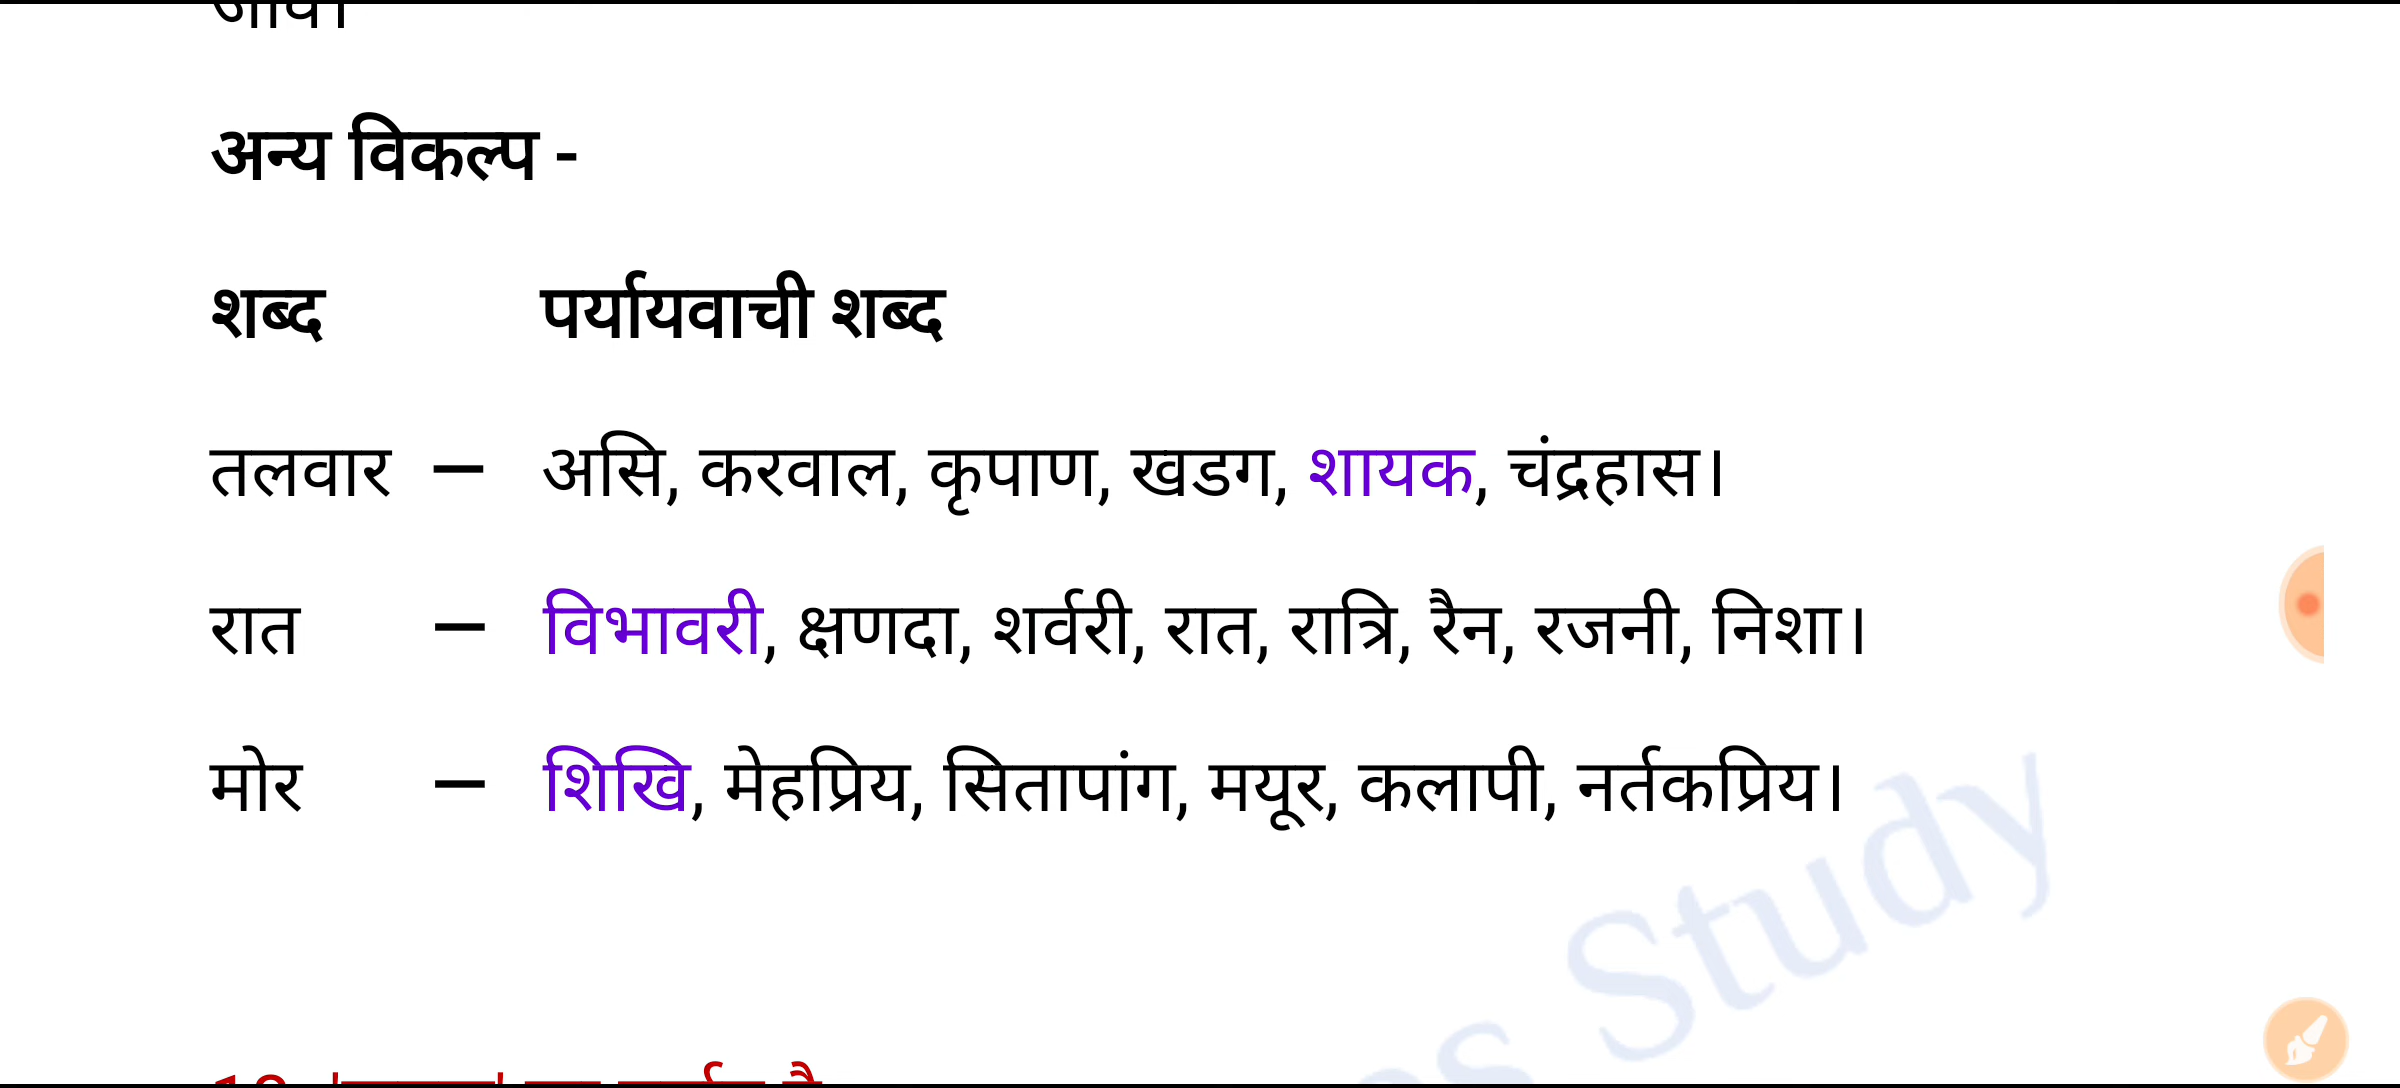 अन्य विकल्प -
शब्द पर्यायवाची शब्द
तलवार – असि, करवाल, कृपाण, खडग, शायक, चंद्रहास।
रात – विभावरी, क्षणदा, शर्वरी, रात, रात्रि, रैन, रजनी, निशा।
मोर – शिखि, मेहप्रिय, सितापांग, मयूर, कलापी, नर्तकप्रिय।
Study